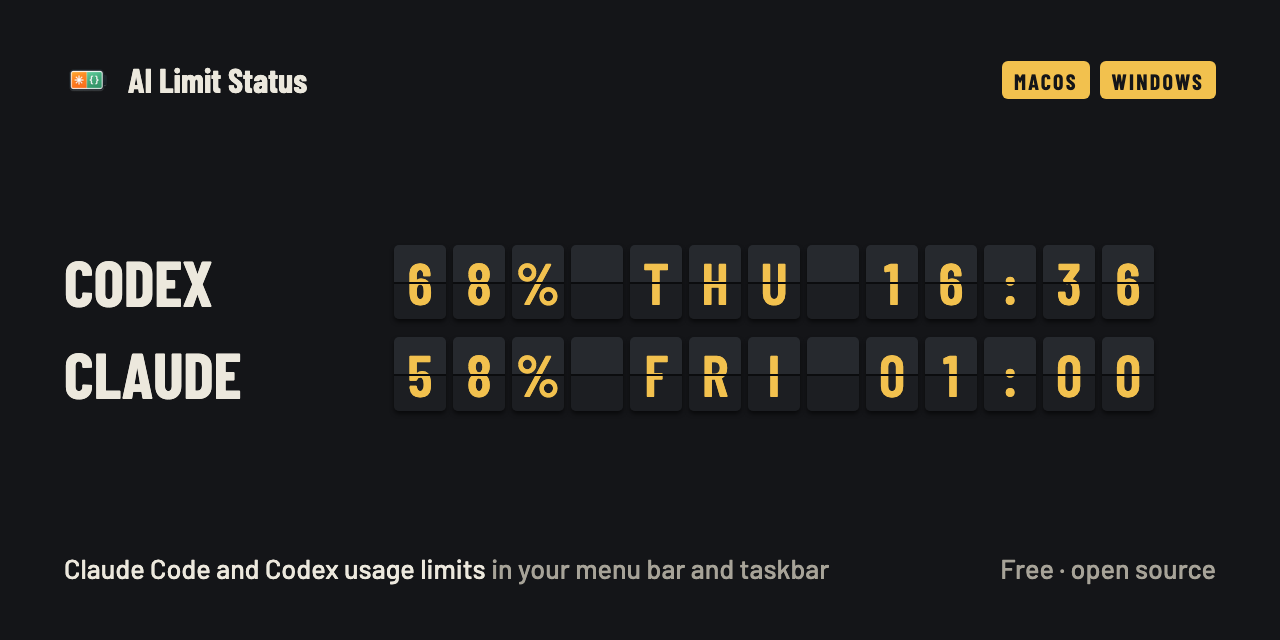 AI Limit Status
MACOS WINDOWS
CODEX 68% THU 16:36
CLAUDE 58% FRI 01:00
Claude Code and Codex usage limits in your menu bar and taskbar
Free · open source